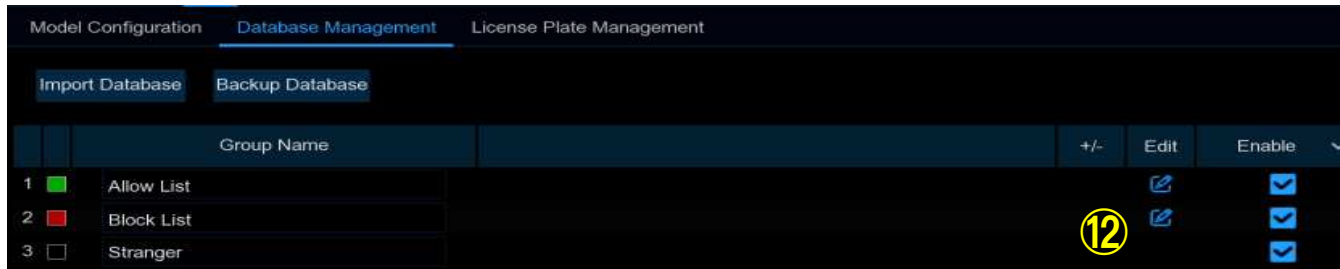 Model Configuration Database Management License Plate Management
Import Database Backup Database
Group Name +/- Edit Enable
1 Allow List
2 Block List
⑫
3 Stranger